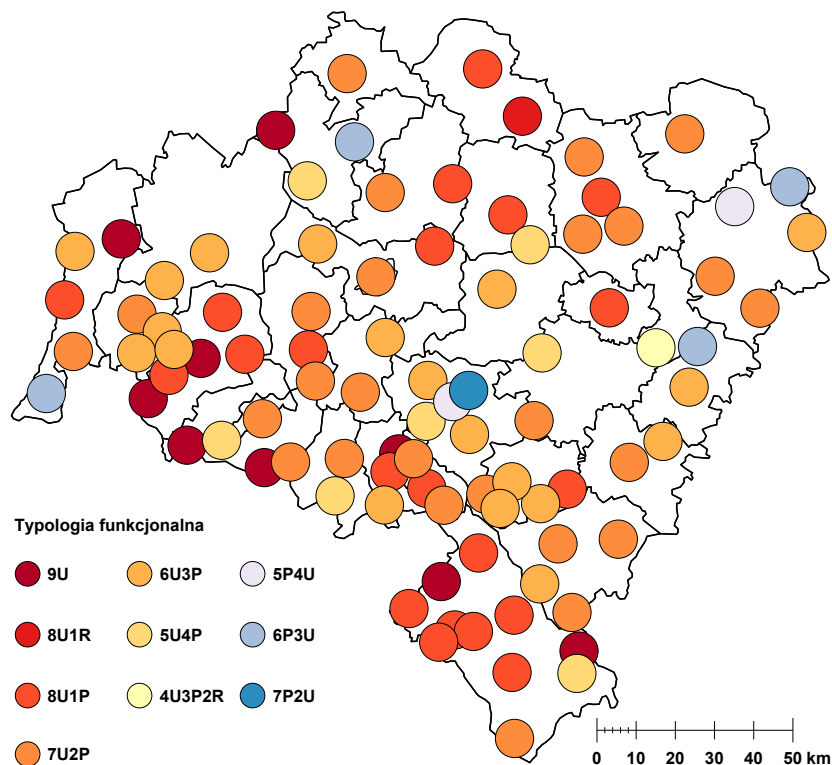 Typologia funkcjonalna
9U 6U3P 5P4U
8U1R 5U4P 6P3U
8U1P 4U3P2R 7P2U
7U2P
0 10 20 30 40 50 km